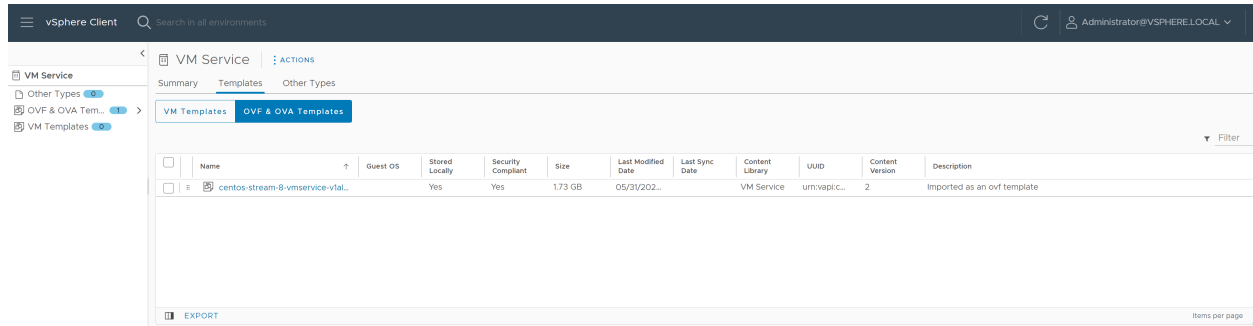 vSphere Client Search in all environments Administrator@VSPHERE.LOCAL
VM Service ACTIONS
VM Service
Summary Templates Other Types
Other Types 0
OVF & OVA Tem... 1
VM Templates 0
VM Templates OVF & OVA Templates
Filter
Name Guest OS Stored Locally Security Compliant Size Last Modified Date Last Sync Date Content Library UUID Content Version Description
centos-stream-8-vmservice-v1al... Yes Yes 1.73 GB 05/31/202... VM Service urn:vapi:c... 2 Imported as an ovf template
EXPORT Items per page